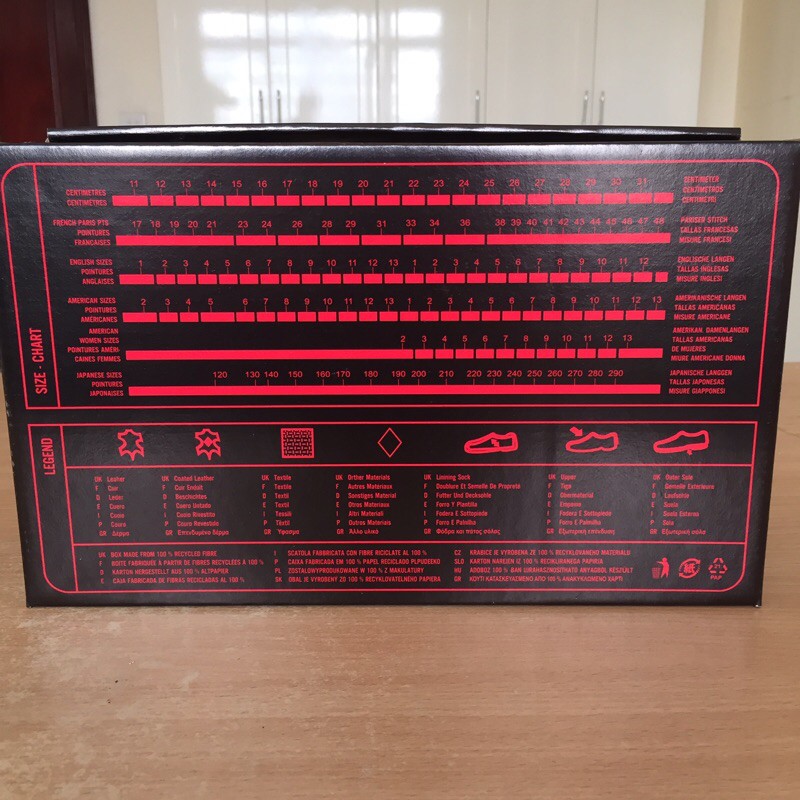 SIZE · CHART
CENTIMETRES
CENTIMÈTRES
11 12 13 14 15 16 17 18 19 20 21 22 23 24 25 26 27 28 29 30 31
CENTIMETER
CENTÍMETROS
CENTIMETRI
FRENCH-PARIS PTS
POINTURES
FRANÇAISES
17 18 19 20 21 23 24 26 28 29 31 33 34 36 38 39 40 41 42 43 44 45 46 47 48
PARISER STITCH
TALLAS FRANCESAS
MISURE FRANCESI
ENGLISH SIZES
POINTURES
ANGLAISES
1 2 3 4 5 6 7 8 9 10 11 12 13 1 2 3 4 5 6 7 8 9 10 11 12
ENGLISCHE LANGEN
TALLAS INGLESAS
MISURE INGLESI
AMERICAN SIZES
POINTURES
AMÉRICAINES
2 3 4 5 6 7 8 9 10 11 12 13 1 2 3 4 5 6 7 8 9 10 11 12 13
AMERIKANISCHE LANGEN
TALLAS AMERICANAS
MISURE AMERICANE
AMERICAN
WOMEN SIZES
POINTURES AMÉRI-
CAINES FEMMES
2 3 4 5 6 7 8 9 10 11 12 13
AMERIKAN. DAMENLANGEN
TALLAS AMERICANAS
DE MUJERES
MIURE AMERICANE DONNA
JAPANESE SIZES
POINTURES
JAPONAISES
120 130 140 150 160 170 180 190 200 210 220 230 240 250 260 270 280 290
JAPANISCHE LANGGEN
TALLAS JAPONESAS
MISURE GIAPPONESI
LEGEND
UK Leather
F Cuir
D Leder
E Cuero
I Cuoio
P Couro
GR Δέρμα
UK Coated Leather
F Cuir Enduit
D Beschichtes
E Cuero Listado
I Cuoio Rivestito
P Couro Revestido
GR Επενδυμένο Δέρμα
UK Textile
F Textile
D Textil
E Textil
I Tessili
P Têxtil
GR Υφασμα
UK Orther Materials
F Autres Materiaux
D Sonstiges Material
E Otros Materiaux
I Altri Materiali
P Outros Materials
GR Άλλο υλικό
UK Linning Sock
F Doublure Et Semelle De Propreté
D Futter Und Decksohle
E Forro Y Plantilla
I Fodera E Sottopiede
P Forro E Palmilha
GR Φόδρα και πάτος σόλας
UK Upper
F Tige
D Obermaterial
E Empeine
I Fodera E Sottopiede
P Forro E Palmilha
GR Εξωτερική επένδυση
UK Outer Sole
F Semelle Exterieure
D Laufsohle
E Suela
I Suola Esterna
P Sola
GR Εξωτερική σόλα
UK BOX MADE FROM 100 % RECYCLED FIBRE
F BOITE FABRIQUÉE À PARTIR DE FIBRES RECYCLÉES A 100 %
D KARTON HERGESTELLT AUS 100 % ALTPAPIER
E CAJA FABRICADA DE FIBRAS RECICLADAS AL 100 %
I SCATOLA FABBRICATA CON FIBRE RICICLATE AL 100 %
P CAIXA FABRICADA EM 100 % PAPEL RECICLADO
PL 100 % Z MAKULATURY
SK OBAL JE VYROBENÝ ZO 100 % RECYKLOVATELNÉHO PAPIERA
CZ KRABICE JE VYROBENA ZE 100 % RECYKLOVANÉHO MATERIÁLU
SLO KARTON NAREJEN IZ 100 % RECIKLIRANEGA PAPIRJA
HU 100 % BAN KÉSZÜLT
GR ΚΟΥΤΙ ΚΑΤΑΣΚΕΥΑΣΜΕΝΟ ΑΠΟ 100 % ΑΝΑΚΥΚΛΩΜΕΝΟ ΧΑΡΤΙ
21
PAP